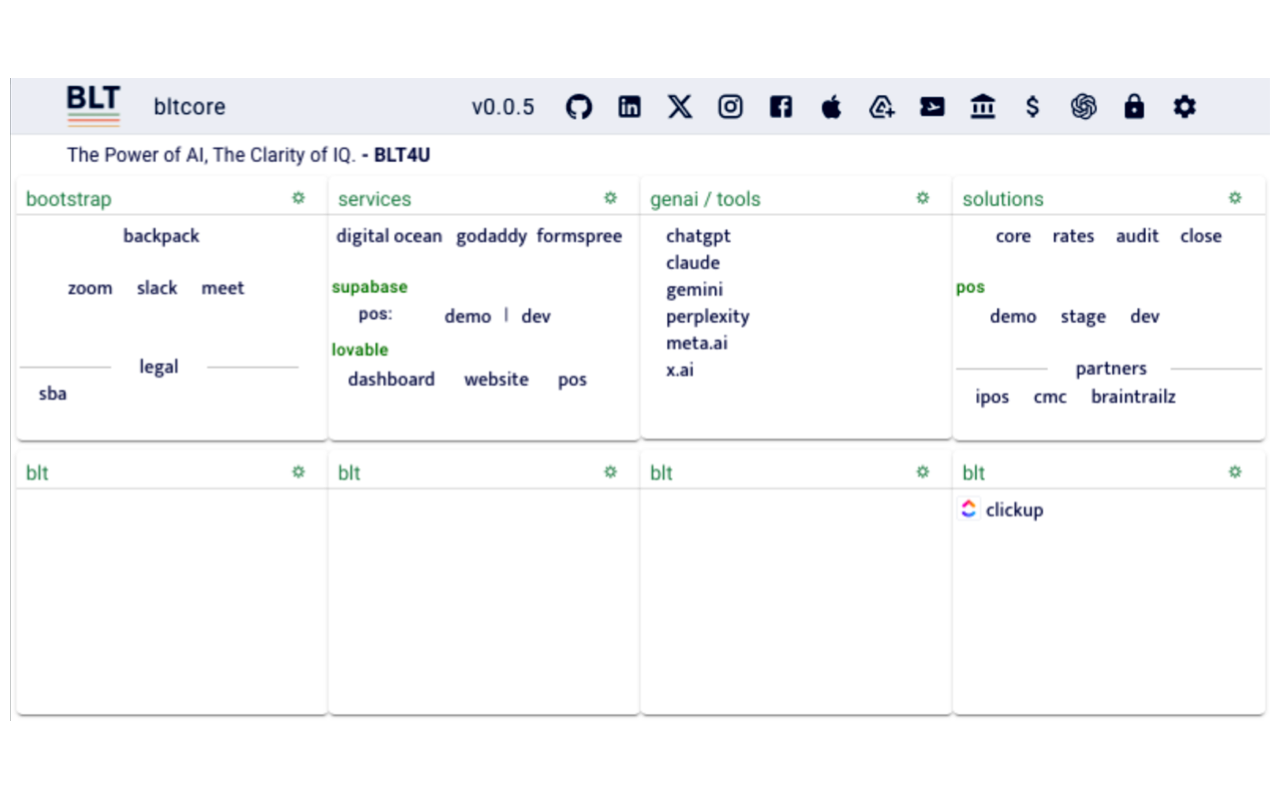 BLT bltcore v0.0.5
The Power of AI, The Clarity of IQ. - BLT4U
bootstrap
backpack
zoom slack meet
legal
sba
services
digital ocean godaddy formspree
supabase
pos: demo | dev
lovable
dashboard website pos
genai / tools
chatgpt
claude
gemini
perplexity
meta.ai
x.ai
solutions
core rates audit close
pos
demo stage dev
partners
ipos cmc braintrailz
blt
blt
blt
blt
clickup